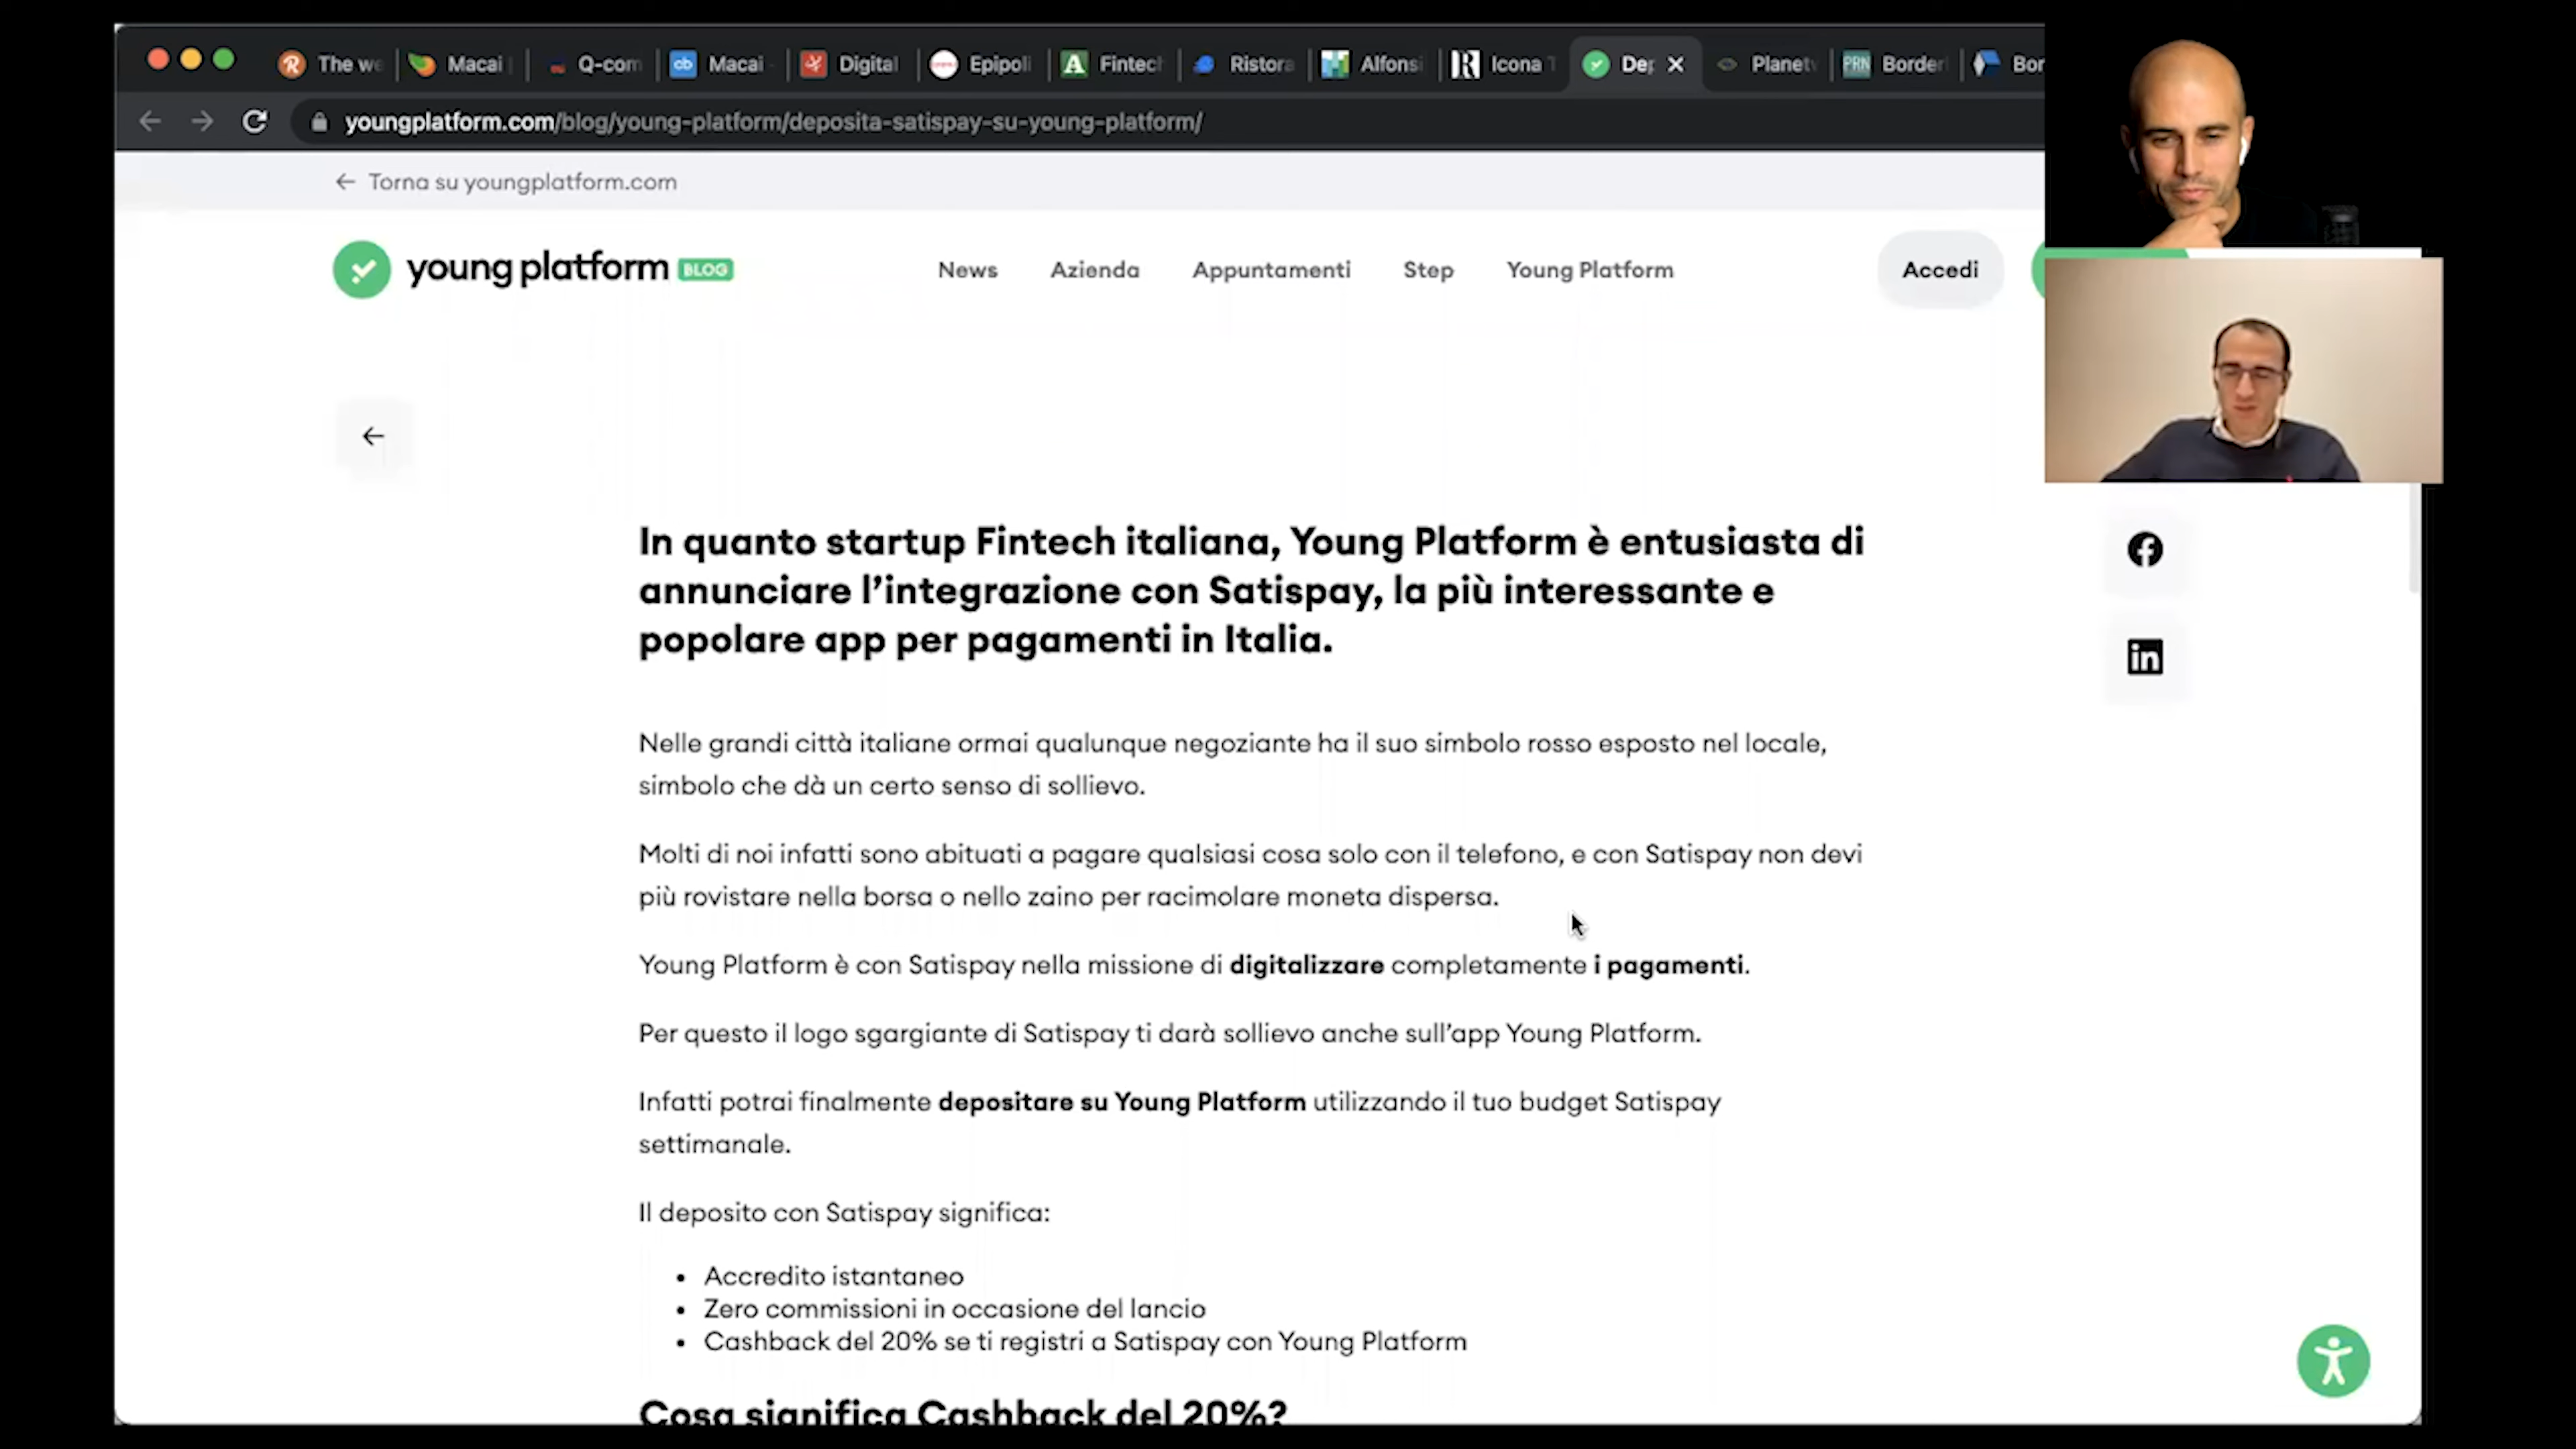 The we
Macai
Q-com
cb
Macai
Digital
Epipoli
A
Fintech
Ristora
Alfonsi
R
Icona T
Dep
Planet
PRN
Border
Bor
youngplatform.com/blog/young-platform/deposita-satispay-su-young-platform/
← Torna su youngplatform.com
young platform BLOG
News
Azienda
Appuntamenti
Step
Young Platform
Accedi
In quanto startup Fintech italiana, Young Platform è entusiasta di
annunciare l’integrazione con Satispay, la più interessante e
popolare app per pagamenti in Italia.
Nelle grandi città italiane ormai qualunque negoziante ha il suo simbolo rosso esposto nel locale,
simbolo che dà un certo senso di sollievo.
Molti di noi infatti sono abituati a pagare qualsiasi cosa solo con il telefono, e con Satispay non devi
più rovistare nella borsa o nello zaino per racimolare moneta dispersa.
Young Platform è con Satispay nella missione di digitalizzare completamente i pagamenti.
Per questo il logo sgargiante di Satispay ti darà sollievo anche sull’app Young Platform.
Infatti potrai finalmente depositare su Young Platform utilizzando il tuo budget Satispay
settimanale.
Il deposito con Satispay significa:
• Accredito istantaneo
• Zero commissioni in occasione del lancio
• Cashback del 20% se ti registri a Satispay con Young Platform
Cosa significa Cashback del 20%?
in